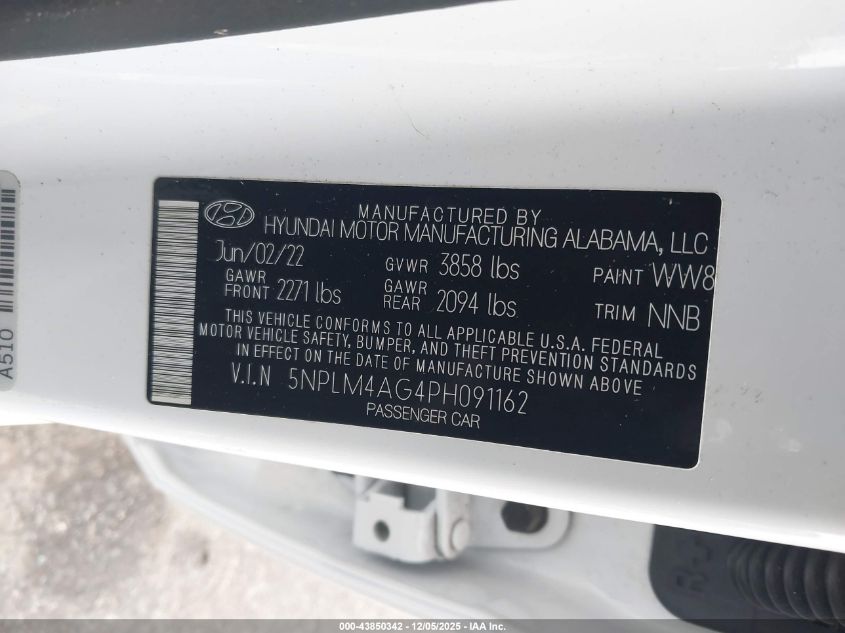 MANUFACTURED BY
HYUNDAI MOTOR MANUFACTURING ALABAMA, LLC
Jun/02/22 GVWR 3858 lbs PAINT WW8
GAWR FRONT 2271 lbs GAWR REAR 2094 lbs TRIM NNB
THIS VEHICLE CONFORMS TO ALL APPLICABLE U.S.A. FEDERAL
MOTOR VEHICLE SAFETY, BUMPER, AND THEFT PREVENTION STANDARDS
IN EFFECT ON THE DATE OF MANUFACTURE SHOWN ABOVE
V.I.N 5NPLM4AG4PH091162
PASSENGER CAR
A510
000-43850342 - 12/05/2025 - IAA Inc.